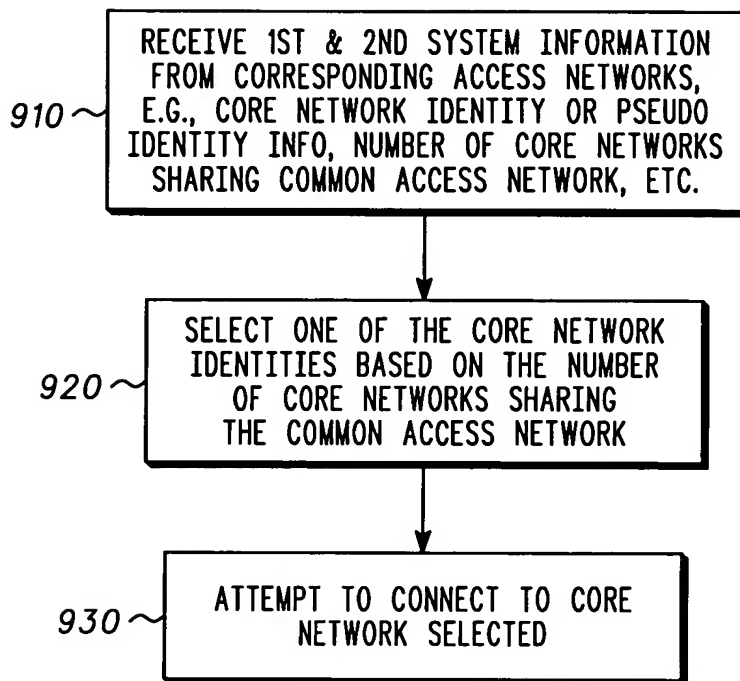 RECEIVE 1ST & 2ND SYSTEM INFORMATION
FROM CORRESPONDING ACCESS NETWORKS,
E.G., CORE NETWORK IDENTITY OR PSEUDO
IDENTITY INFO, NUMBER OF CORE NETWORKS
SHARING COMMON ACCESS NETWORK, ETC.
910
SELECT ONE OF THE CORE NETWORK
IDENTITIES BASED ON THE NUMBER
OF CORE NETWORKS SHARING
THE COMMON ACCESS NETWORK
920
ATTEMPT TO CONNECT TO CORE
NETWORK SELECTED
930